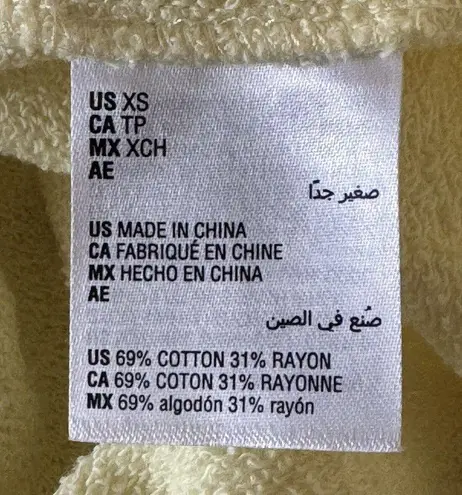 US XS
CA TP
MX XCH
AE
صغير جدًا
US MADE IN CHINA
CA FABRIQUÉ EN CHINE
MX HECHO EN CHINA
AE
صُنع في الصين
US 69% COTTON 31% RAYON
CA 69% COTON 31% RAYONNE
MX 69% algodón 31% rayón